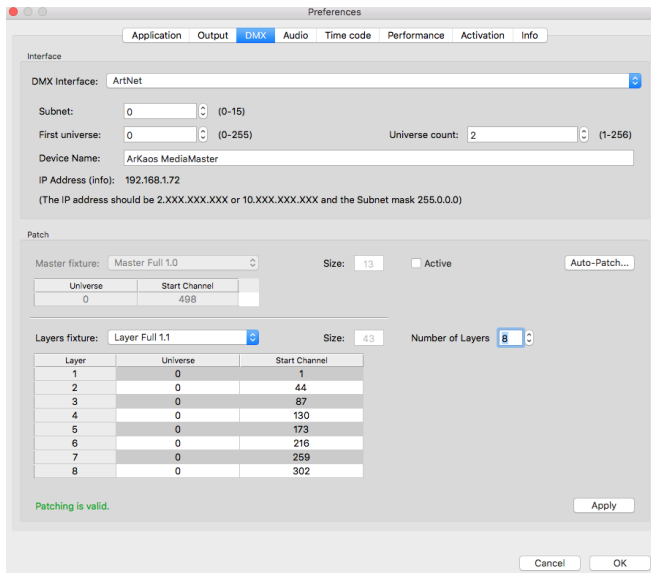 Preferences
Application Output DMX Audio Time code Performance Activation Info
Interface
DMX Interface: ArtNet
Subnet: 0 (0-15)
First universe: 0 (0-255) Universe count: 2 (1-256)
Device Name: ArKaos MediaMaster
IP Address (info): 192.168.1.72
(The IP address should be 2.XXX.XXX.XXX or 10.XXX.XXX.XXX and the Subnet mask 255.0.0.0)
Patch
Master fixture: Master Full 1.0 Size: 13 Active Auto-Patch...
Universe Start Channel
0 498
Layers fixture: Layer Full 1.1 Size: 43 Number of Layers 8
Layer Universe Start Channel
1 0 1
2 0 44
3 0 87
4 0 130
5 0 173
6 0 216
7 0 259
8 0 302
Patching is valid. Apply
Cancel OK